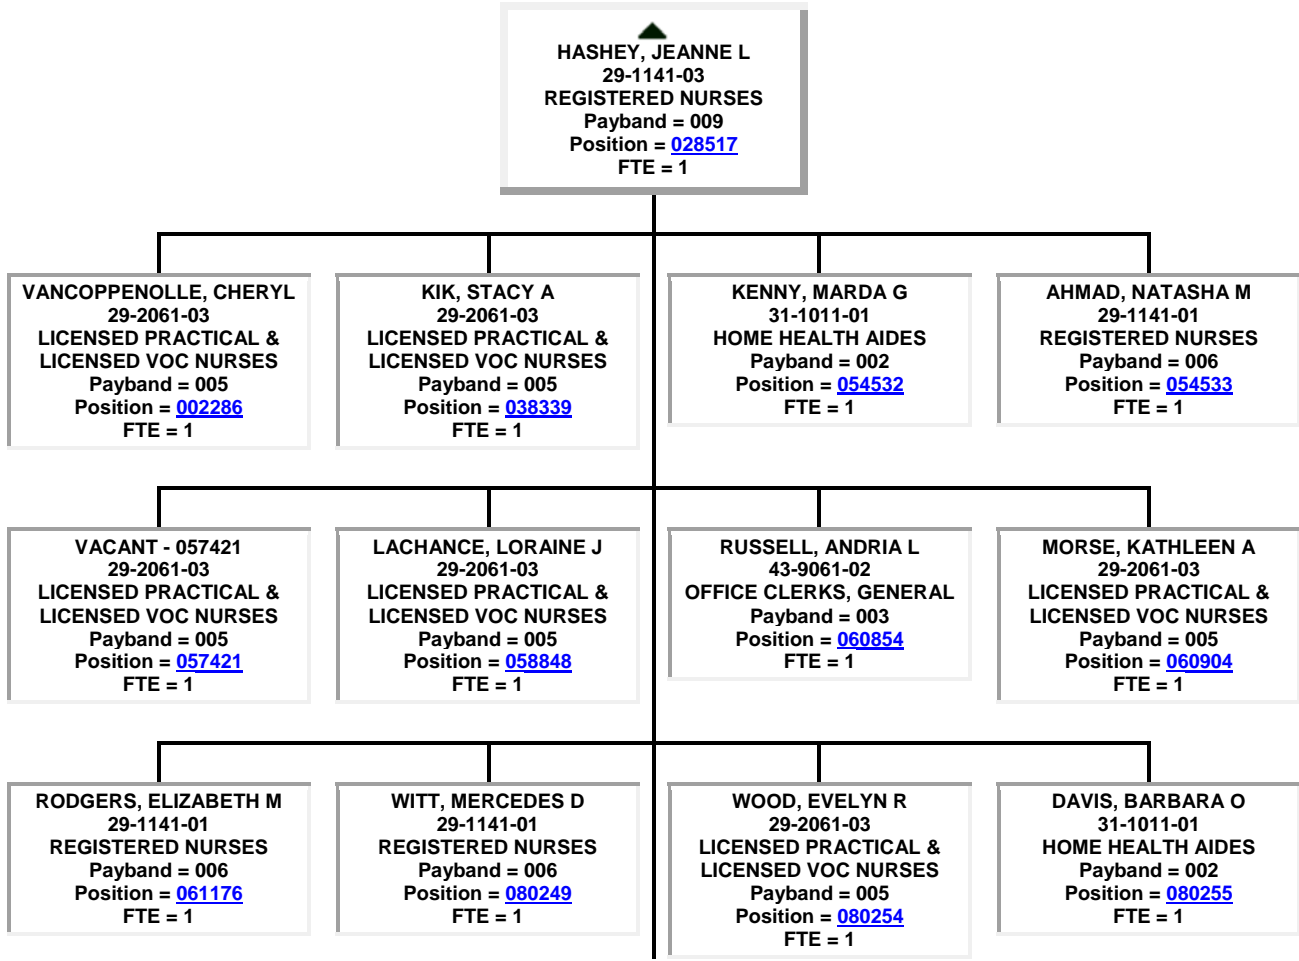 HASHEY, JEANNE L
29-1141-03
REGISTERED NURSES
Payband = 009
Position = 028517
FTE = 1
VANCOPPENOLLE, CHERYL
29-2061-03
LICENSED PRACTICAL &
LICENSED VOC NURSES
Payband = 005
Position = 002286
FTE = 1
KIK, STACY A
29-2061-03
LICENSED PRACTICAL &
LICENSED VOC NURSES
Payband = 005
Position = 038339
FTE = 1
KENNY, MARDA G
31-1011-01
HOME HEALTH AIDES
Payband = 002
Position = 054532
FTE = 1
AHMAD, NATASHA M
29-1141-01
REGISTERED NURSES
Payband = 006
Position = 054533
FTE = 1
VACANT - 057421
29-2061-03
LICENSED PRACTICAL &
LICENSED VOC NURSES
Payband = 005
Position = 057421
FTE = 1
LACHANCE, LORAINE J
29-2061-03
LICENSED PRACTICAL &
LICENSED VOC NURSES
Payband = 005
Position = 058848
FTE = 1
RUSSELL, ANDRIA L
43-9061-02
OFFICE CLERKS, GENERAL
Payband = 003
Position = 060854
FTE = 1
MORSE, KATHLEEN A
29-2061-03
LICENSED PRACTICAL &
LICENSED VOC NURSES
Payband = 005
Position = 060904
FTE = 1
RODGERS, ELIZABETH M
29-1141-01
REGISTERED NURSES
Payband = 006
Position = 061176
FTE = 1
WITT, MERCEDES D
29-1141-01
REGISTERED NURSES
Payband = 006
Position = 080249
FTE = 1
WOOD, EVELYN R
29-2061-03
LICENSED PRACTICAL &
LICENSED VOC NURSES
Payband = 005
Position = 080254
FTE = 1
DAVIS, BARBARA O
31-1011-01
HOME HEALTH AIDES
Payband = 002
Position = 080255
FTE = 1